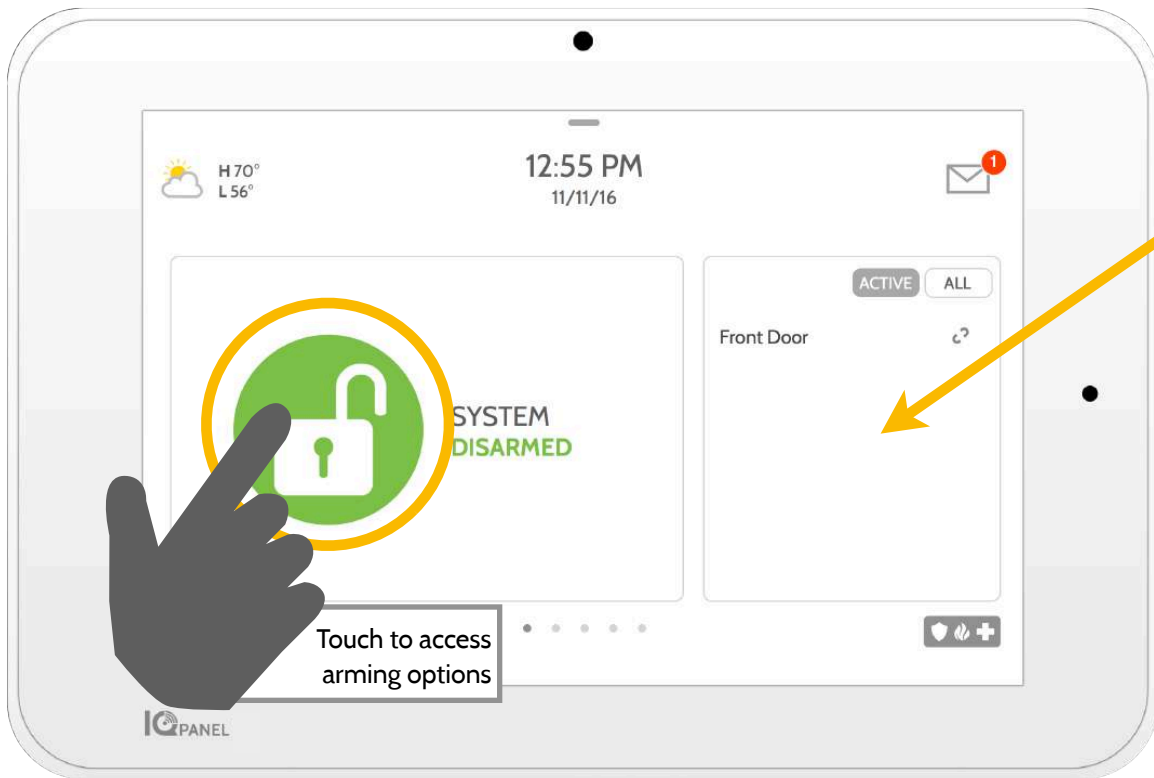 H 70°
L 56°
12:55 PM
11/11/16
1
ACTIVE
ALL
Front Door
SYSTEM
DISARMED
Touch to access
arming options
IQ PANEL